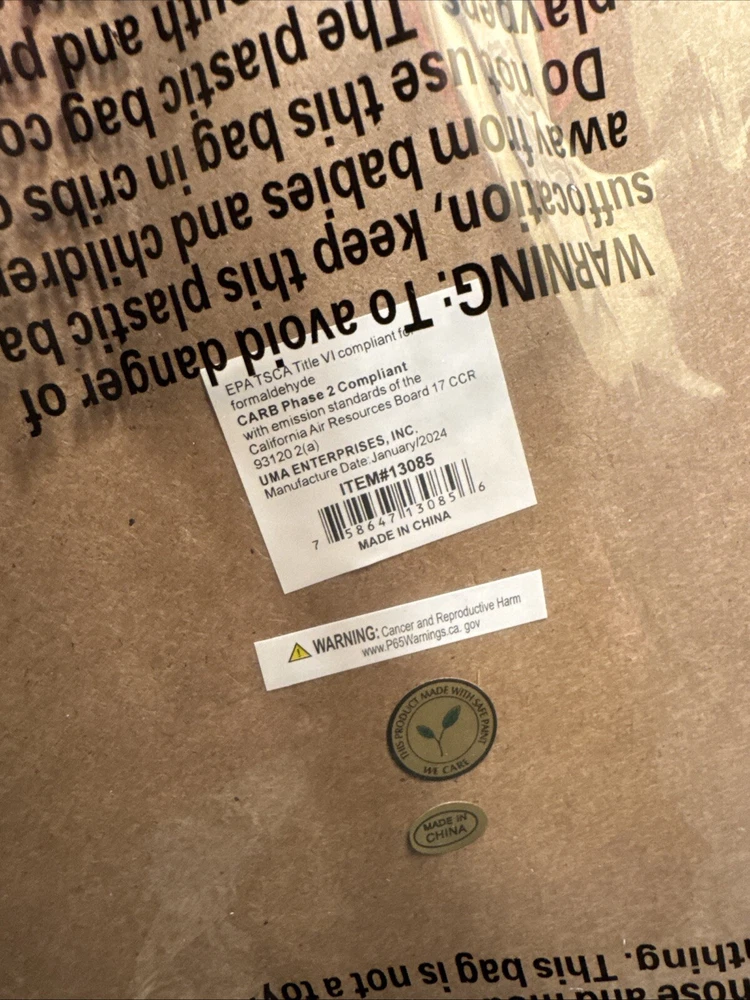 WARNING: To avoid danger of
suffocation, keep this plastic
away from babies and
Do not use this bag in cribs
The plastic bag
and
EPA TSCA Title VI compliant for
formaldehyde
CARB Phase 2 Compliant
with emission standards of the
California Air Resources Board 17 CCR
93120 2(a)
UMA ENTERPRISES, INC.
Manufacture Date:January/2024
ITEM#13085
7 58647 13085 6
MADE IN CHINA
WARNING: Cancer and Reproductive Harm
www.P65Warnings.ca. gov
THIS PRODUCT MADE WITH SAFE PAINT
WE CARE
MADE IN
CHINA
This bag is not a toy.